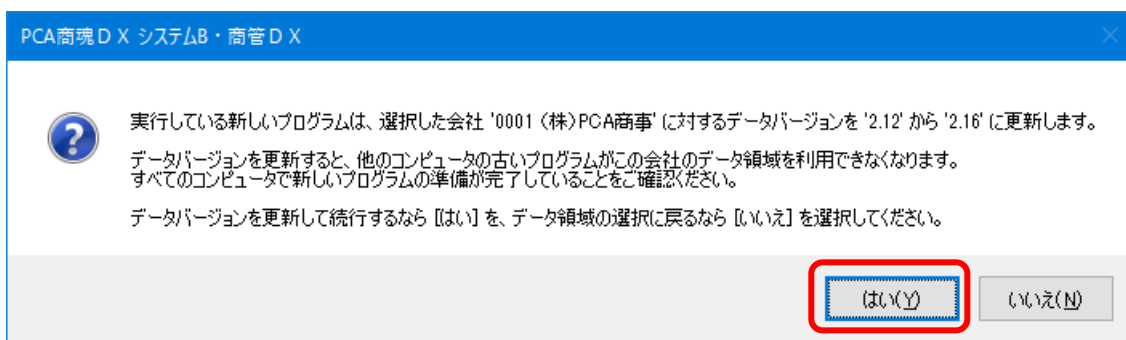 PCA商魂ＤＸ システムB・商管ＤＸ
実行している新しいプログラムは、選択した会社 '0001 （株）PCA商事' に対するデータバージョンを '2.12' から '2.16' に更新します。
データバージョンを更新すると、他のコンピュータの古いプログラムがこの会社のデータ領域を利用できなくなります。
すべてのコンピュータで新しいプログラムの準備が完了していることをご確認ください。
データバージョンを更新して続行するなら [はい] を、データ領域の選択に戻るなら [いいえ] を選択してください。
はい(Y)
いいえ(N)